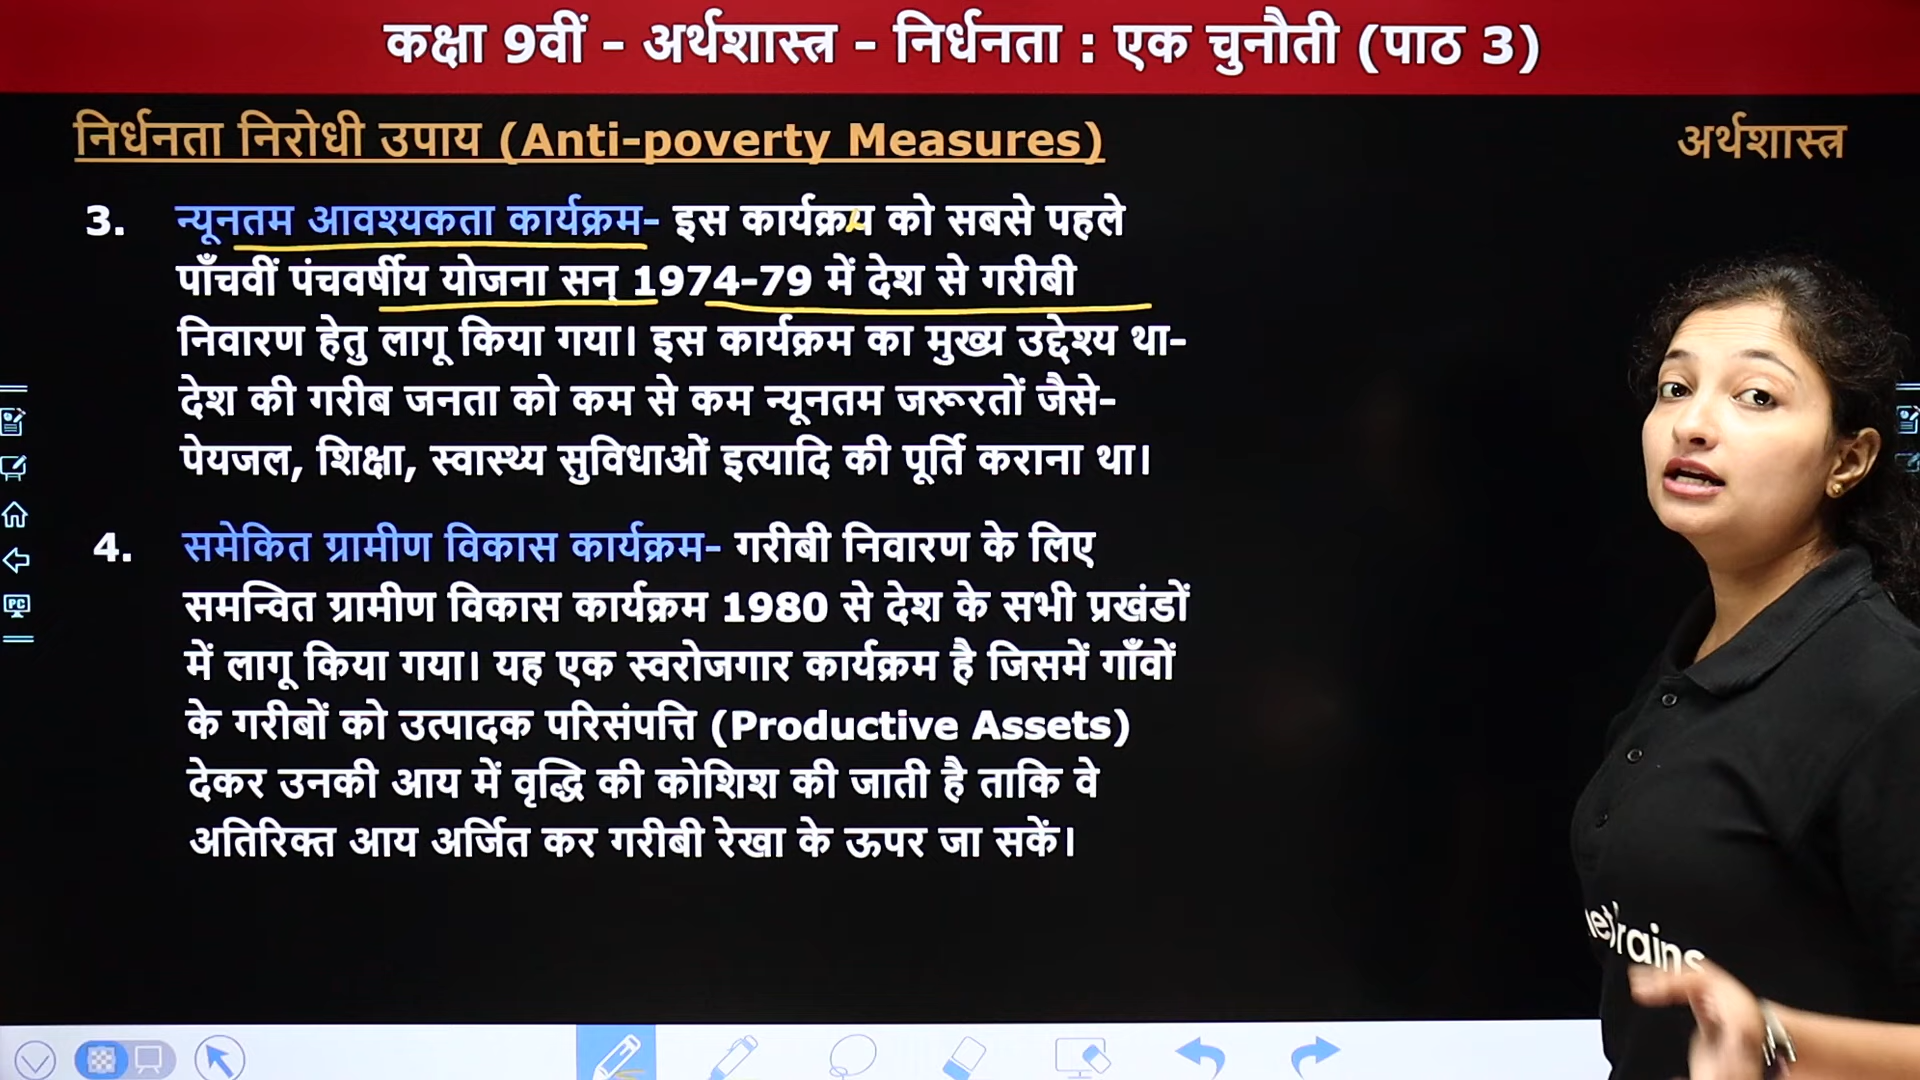 कक्षा 9वीं - अर्थशास्त्र - निर्धनता : एक चुनौती (पाठ 3)
निर्धनता निरोधी उपाय (Anti-poverty Measures)
अर्थशास्त्र
3. न्यूनतम आवश्यकता कार्यक्रम- इस कार्यक्रय को सबसे पहले
पाँचवीं पंचवर्षीय योजना सन् 1974-79 में देश से गरीबी
निवारण हेतु लागू किया गया। इस कार्यक्रम का मुख्य उद्देश्य था-
देश की गरीब जनता को कम से कम न्यूनतम जरूरतों जैसे-
पेयजल, शिक्षा, स्वास्थ्य सुविधाओं इत्यादि की पूर्ति कराना था।
4. समेकित ग्रामीण विकास कार्यक्रम- गरीबी निवारण के लिए
समन्वित ग्रामीण विकास कार्यक्रम 1980 से देश के सभी प्रखंडों
में लागू किया गया। यह एक स्वरोजगार कार्यक्रम है जिसमें गाँवों
के गरीबों को उत्पादक परिसंपत्ति (Productive Assets)
देकर उनकी आय में वृद्धि की कोशिश की जाती है ताकि वे
अतिरिक्त आय अर्जित कर गरीबी रेखा के ऊपर जा सकें।
PC